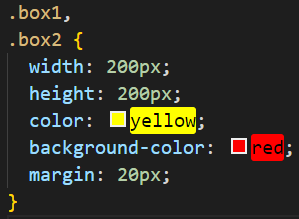 .box1,
.box2 {
  width: 200px;
  height: 200px;
  color: yellow;
  background-color: red;
  margin: 20px;
}